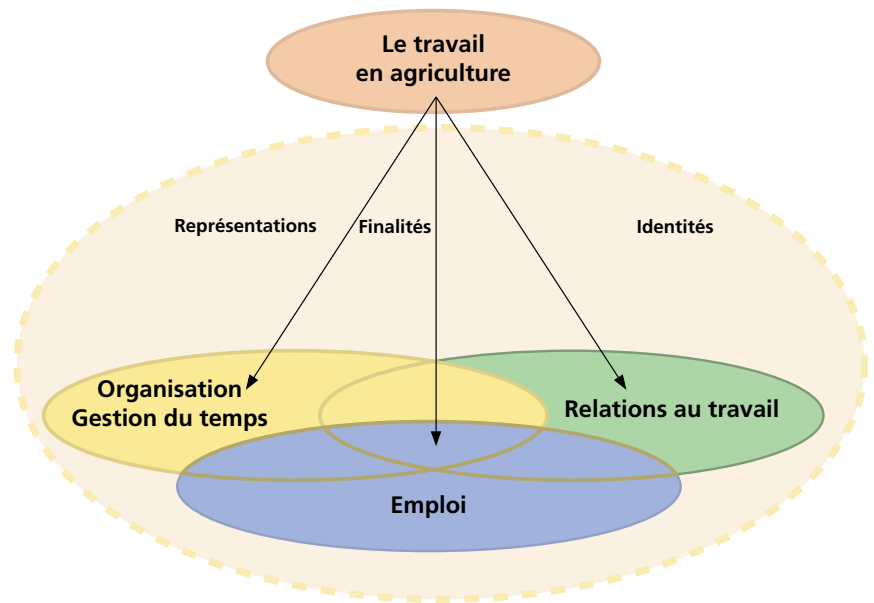 Le travail
en agriculture
Représentations
Finalités
Identités
Organisation
Gestion du temps
Relations au travail
Emploi